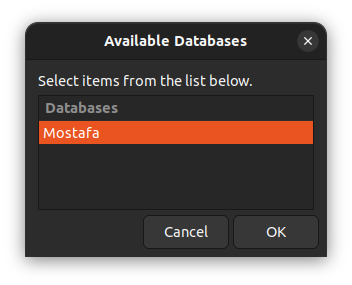 Available Databases
Select items from the list below.
Databases
Mostafa
Cancel OK